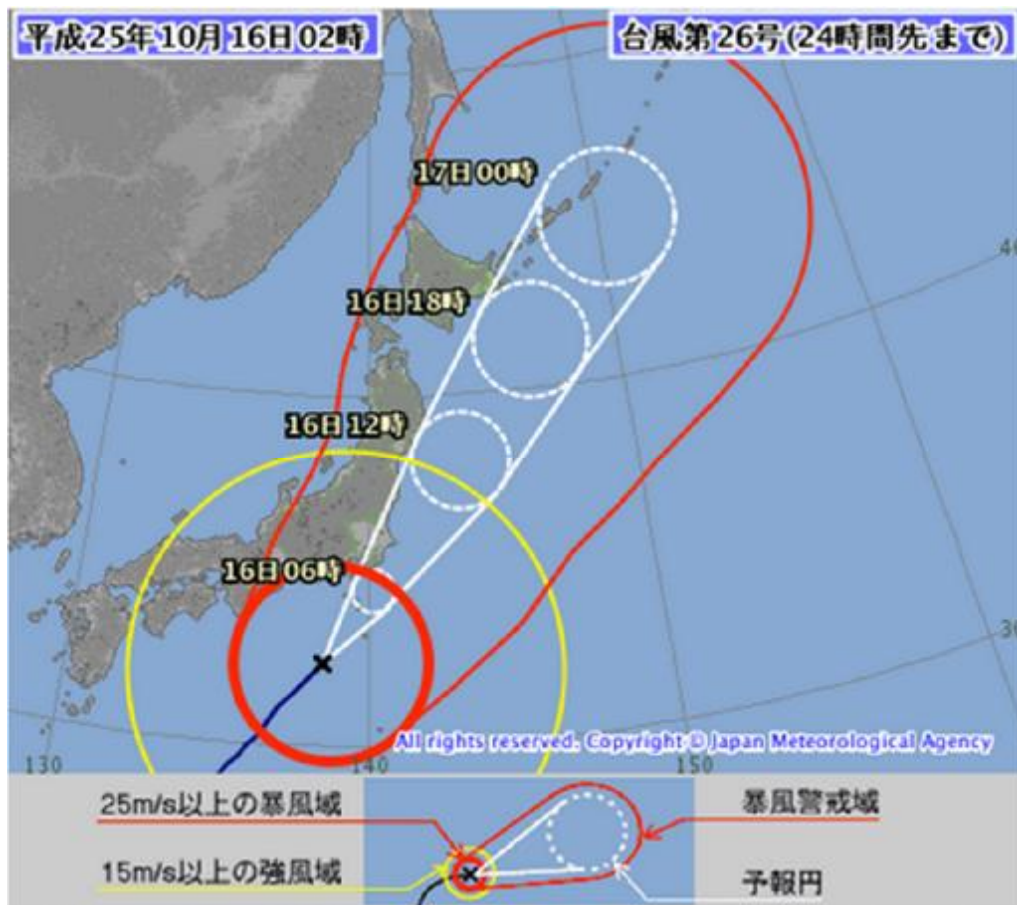 平成25年10月16日02時
台風第26号(24時間先まで)
17日00時
40
16日18時
16日12時
16日06時
30
All rights reserved. Copyright © Japan Meteorological Agency
130
140
150
25m/s以上の暴風域
暴風警戒域
15m/s以上の強風域
予報円